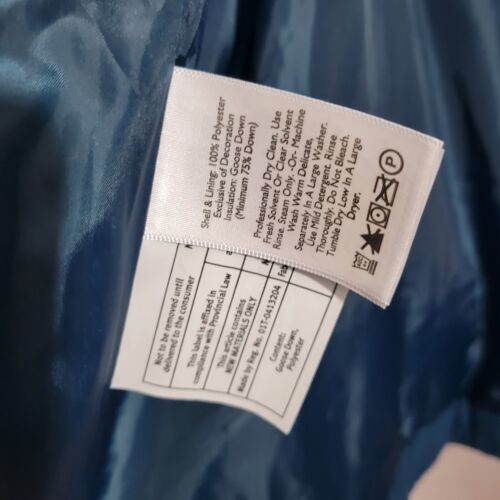 Shell & Lining: 100% Polyester
Exclusive of Decoration
Insulation: Goose Down
(Minimum 75% Down)
Professionally Dry Clean. Use
Fresh Solvent Or Clear Solvent
Rinse. Steam Only. -Or- Machine
Wash Warm Delicate,
Separately In A Large Washer.
Use Mild Detergent. Rinse
Thoroughly. Do Not Bleach.
Tumble Dry Low In A Large
Dryer.
P
Not to be removed until
delivered to the consumer
This label is affixed in
compliance with Provincial Law
This article contains
NEW MATERIALS ONLY
Made by Reg. No. 01T-0413204
Content:
Goose Down,
Polyester